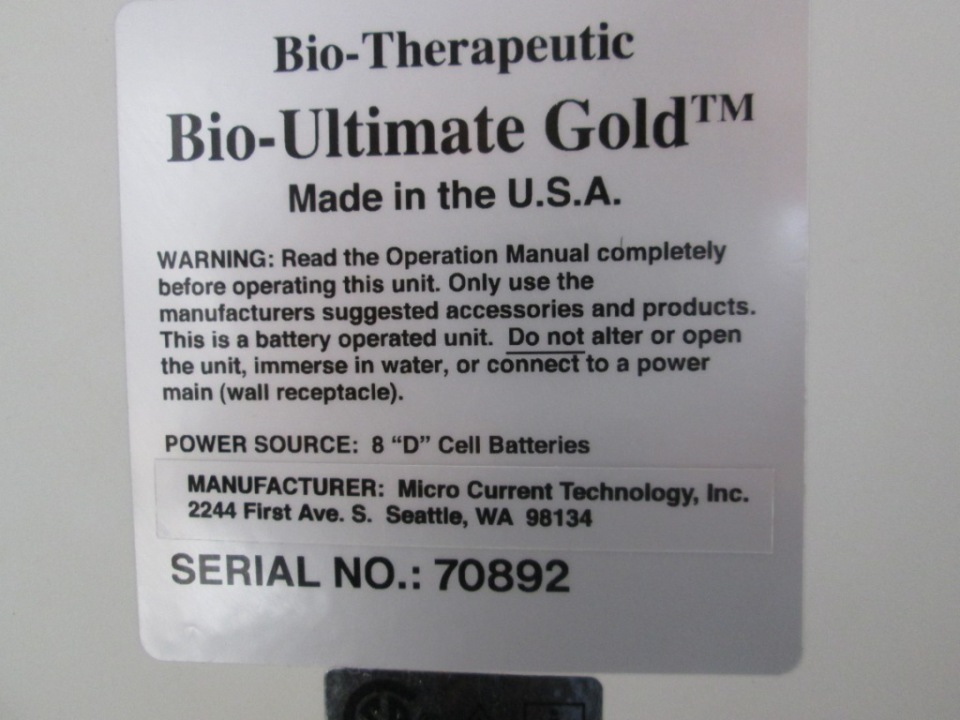 Bio-Therapeutic
Bio-Ultimate Gold™
Made in the U.S.A.
WARNING: Read the Operation Manual completely
before operating this unit. Only use the
manufacturers suggested accessories and products.
This is a battery operated unit. Do not alter or open
the unit, immerse in water, or connect to a power
main (wall receptacle).
POWER SOURCE: 8 “D” Cell Batteries
MANUFACTURER: Micro Current Technology, Inc.
2244 First Ave. S. Seattle, WA 98134
SERIAL NO.: 70892